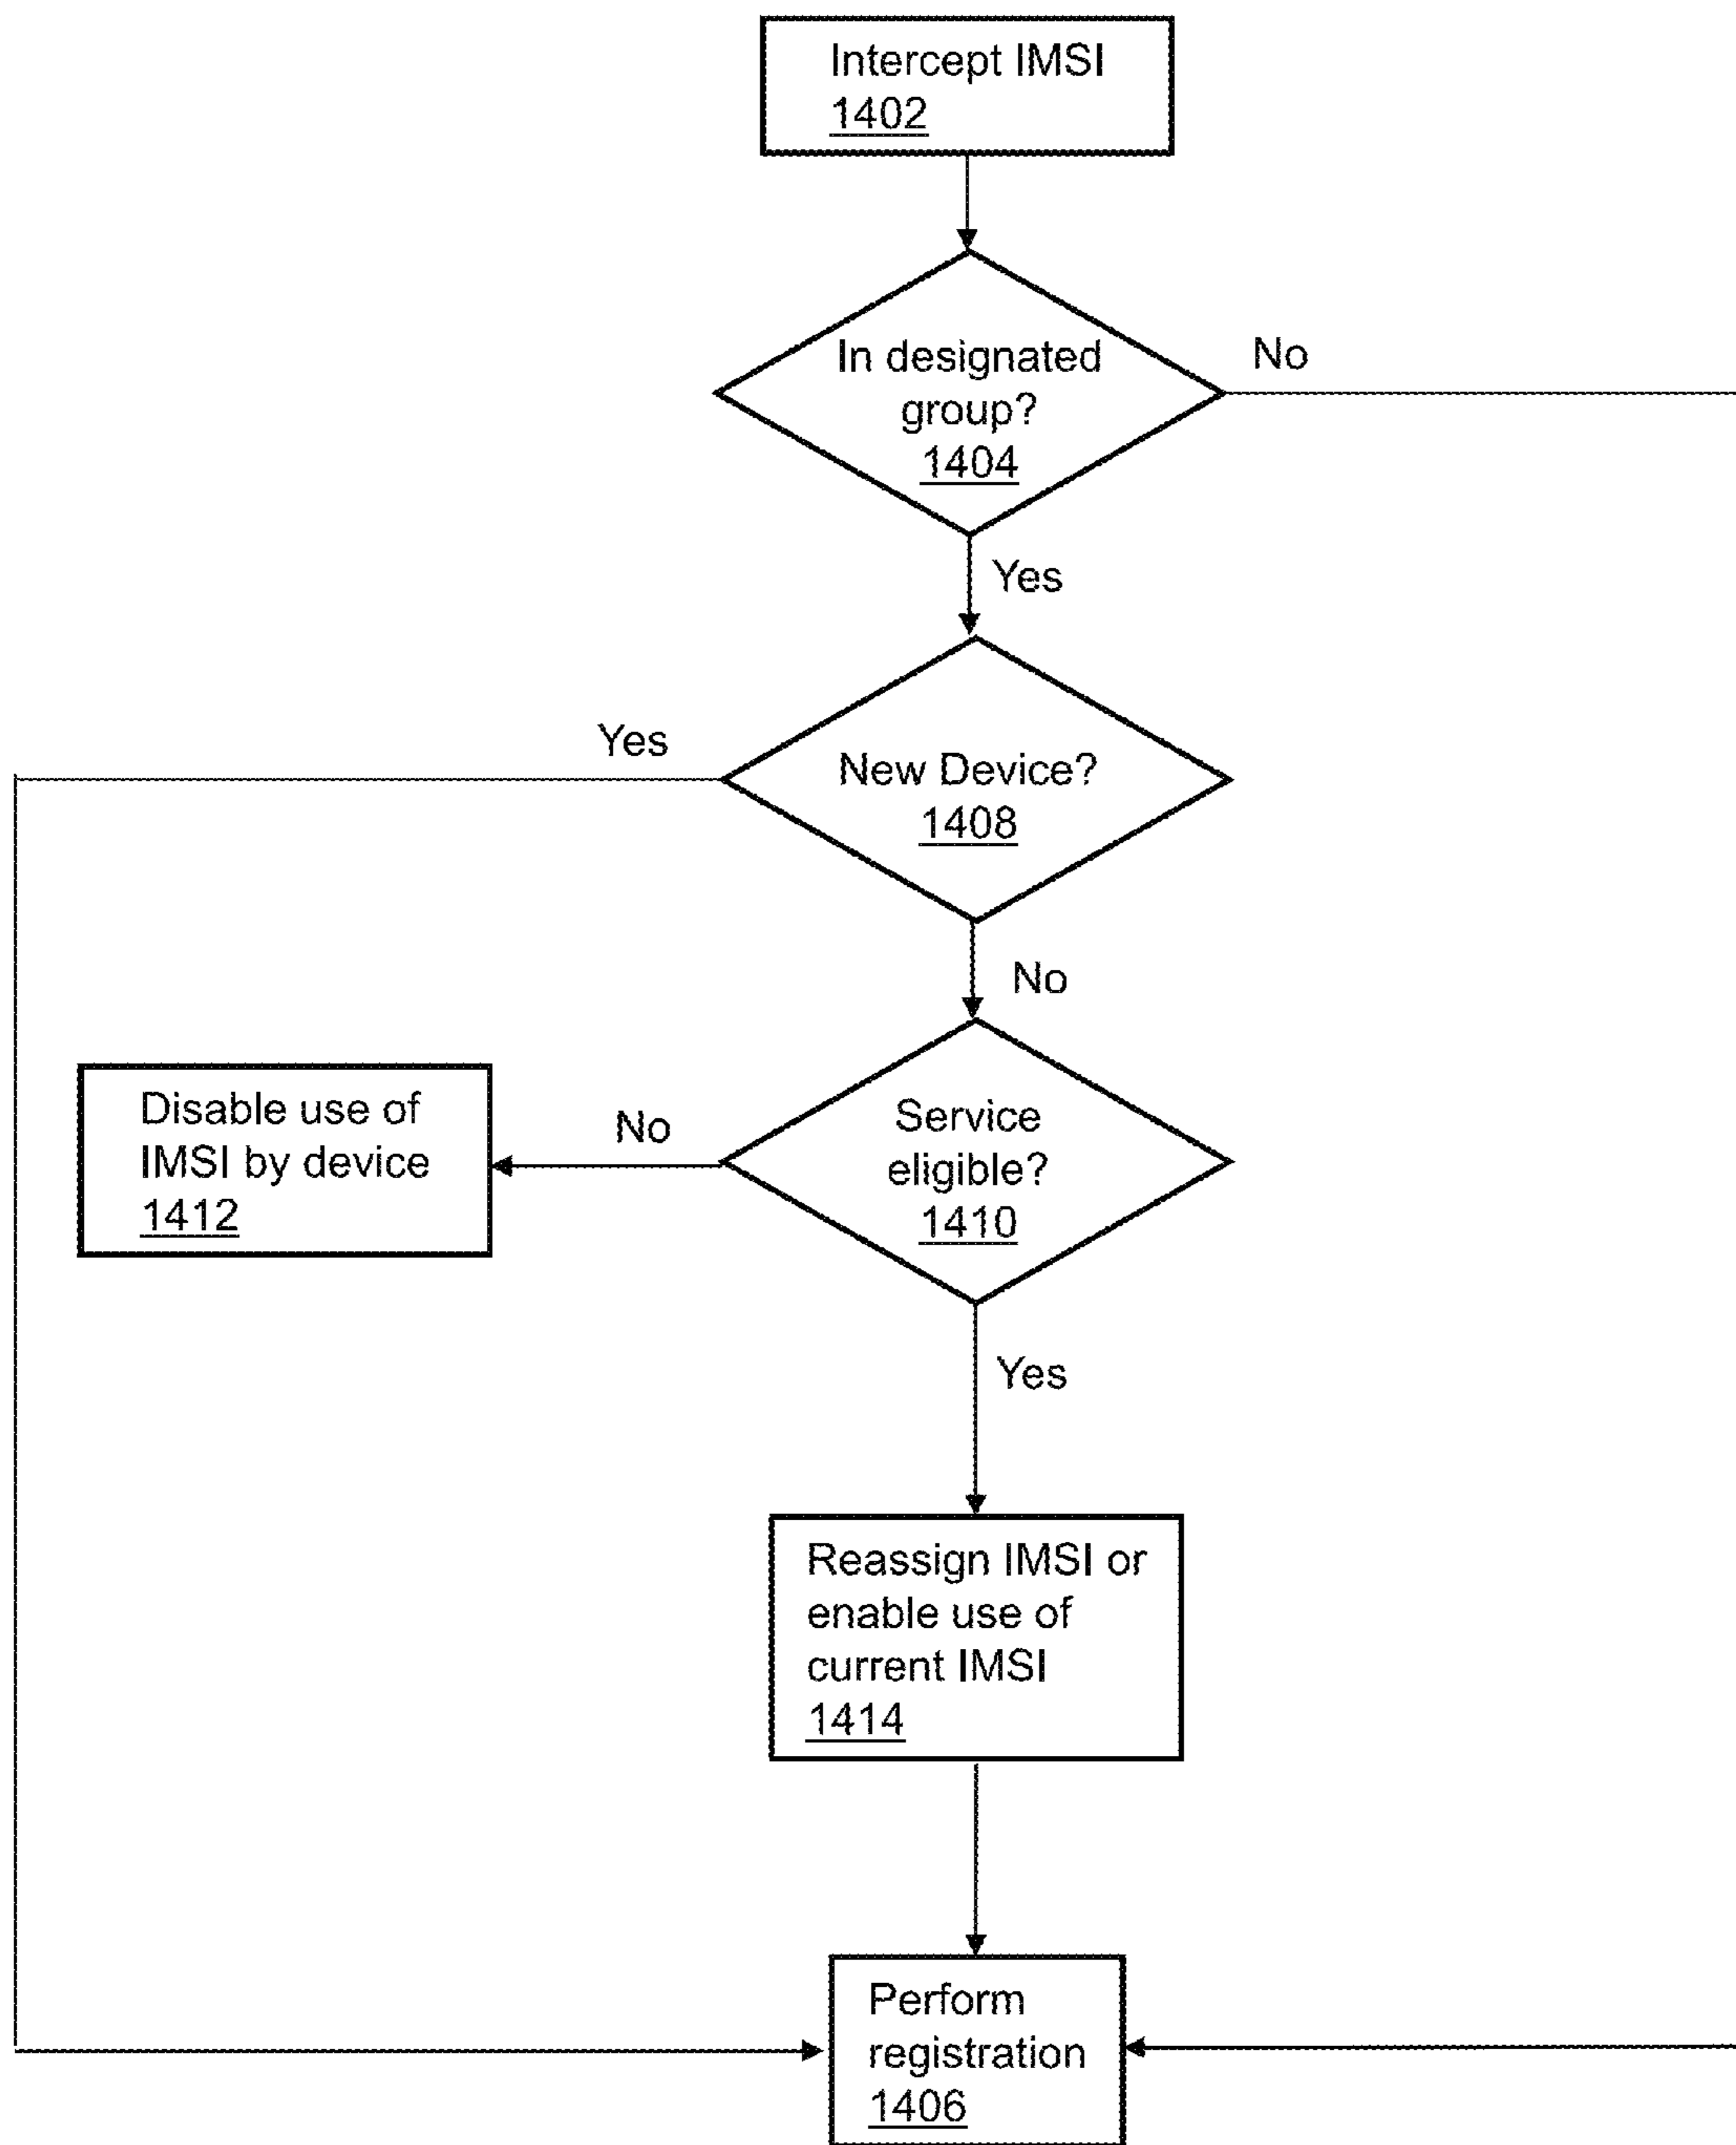 Intercept IMSI
1402
In designated
group?
1404
No
Yes
New Device?
1408
Yes
No
Service
eligible?
1410
No
Disable use of
IMSI by device
1412
Yes
Reassign IMSI or
enable use of
current IMSI
1414
Perform
registration
1406